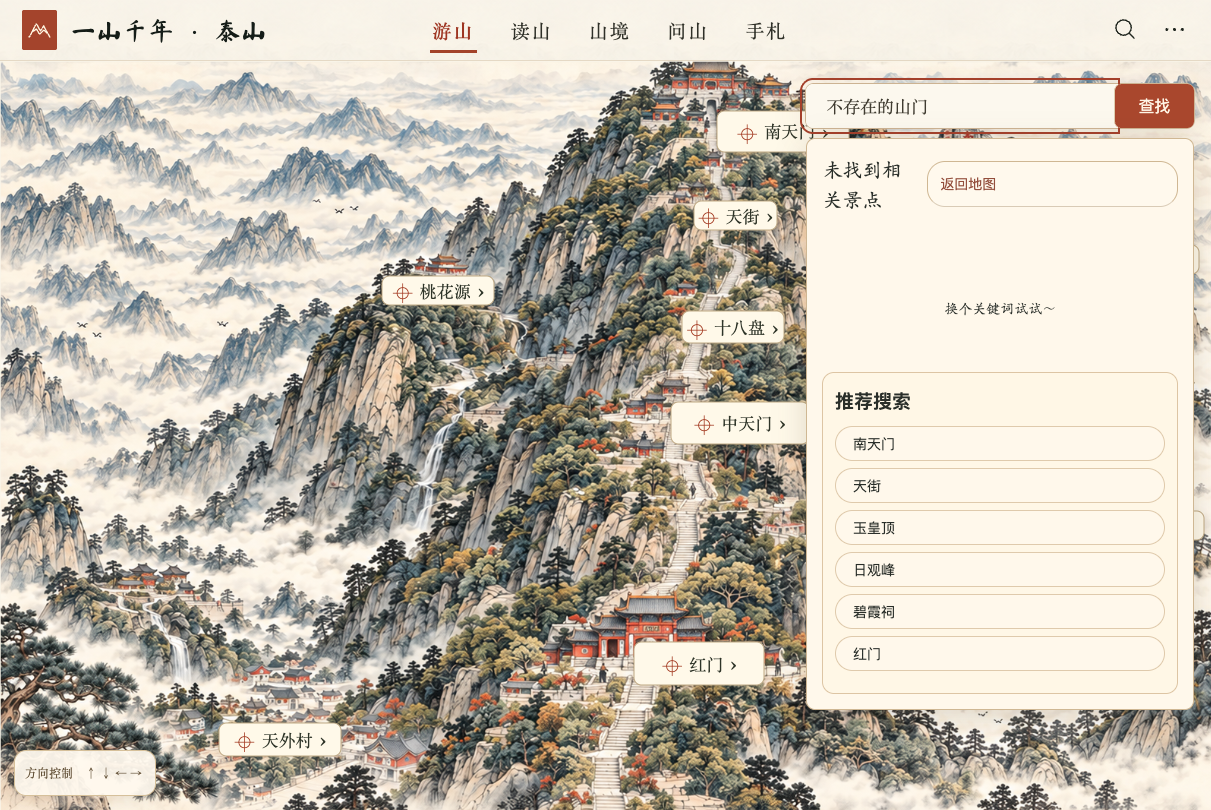 一山千年 · 泰山
游山 读山 山境 问山 手札
不存在的山门
查找
南天门 ›
天街 ›
桃花源 ›
十八盘 ›
中天门 ›
红门 ›
天外村 ›
未找到相
关景点
返回地图
换个关键词试试～
推荐搜索
南天门
天街
玉皇顶
日观峰
碧霞祠
红门
方向控制 ↑ ↓ ← →